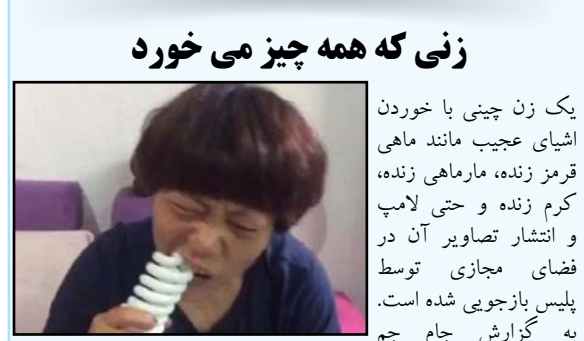 زنی که همه چیز می خورد
یک زن چینی با خوردن
اشیای عجیب مانند ماهی
قرمز زنده، مارماهی زنده،
کرم زنده و حتی لامپ
و انتشار تصاویر آن در
فضای مجازی توسط
پلیس بازجویی شده است.
به گزارش جام جم